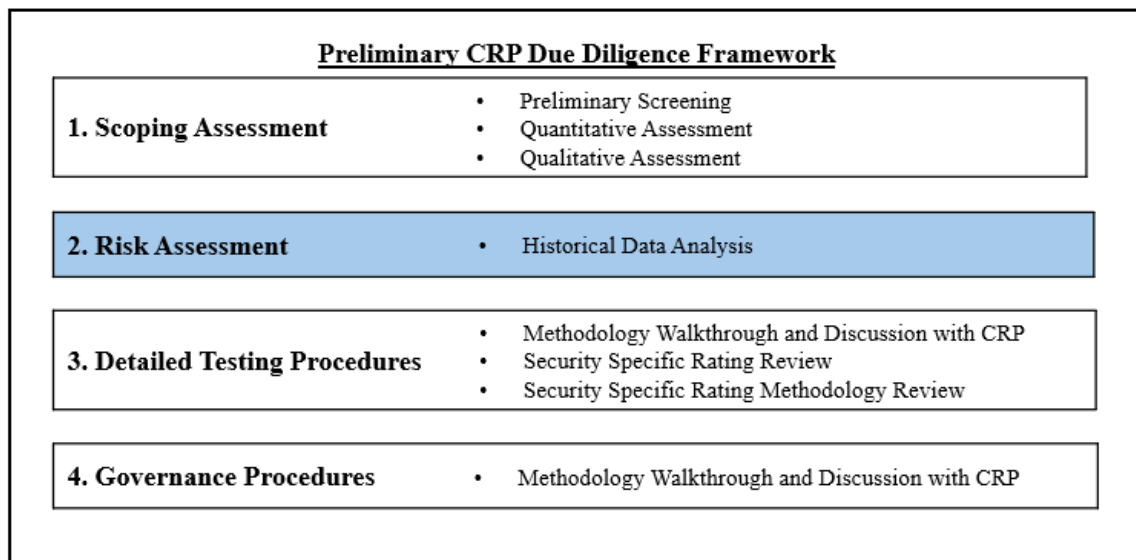 Preliminary CRP Due Diligence Framework
1. Scoping Assessment
• Preliminary Screening
• Quantitative Assessment
• Qualitative Assessment
2. Risk Assessment
• Historical Data Analysis
3. Detailed Testing Procedures
• Methodology Walkthrough and Discussion with CRP
• Security Specific Rating Review
• Security Specific Rating Methodology Review
4. Governance Procedures
• Methodology Walkthrough and Discussion with CRP